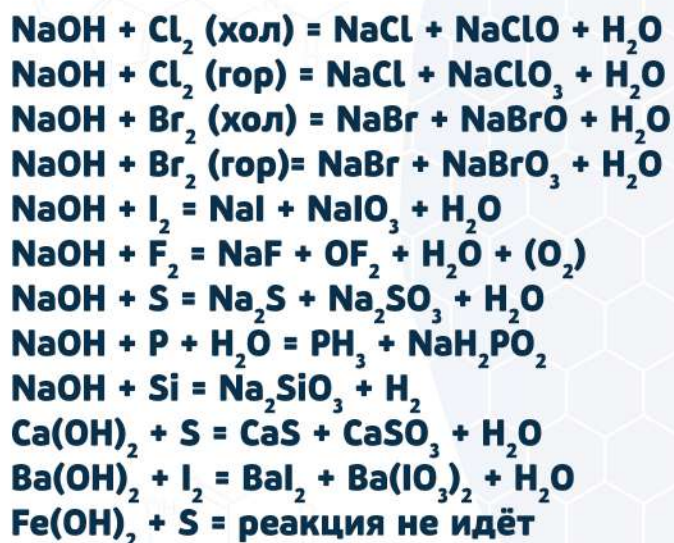 NaOH + Cl₂ (хол) = NaCl + NaClO + H₂O
NaOH + Cl₂ (гор) = NaCl + NaClO₃ + H₂O
NaOH + Br₂ (хол) = NaBr + NaBrO + H₂O
NaOH + Br₂ (гор)= NaBr + NaBrO₃ + H₂O
NaOH + I₂ = NaI + NaIO₃ + H₂O
NaOH + F₂ = NaF + OF₂ + H₂O + (O₂)
NaOH + S = Na₂S + Na₂SO₃ + H₂O
NaOH + P + H₂O = PH₃ + NaH₂PO₂
NaOH + Si = Na₂SiO₃ + H₂
Ca(OH)₂ + S = CaS + CaSO₃ + H₂O
Ba(OH)₂ + I₂ = BaI₂ + Ba(IO₃)₂ + H₂O
Fe(OH)₂ + S = реакция не идёт